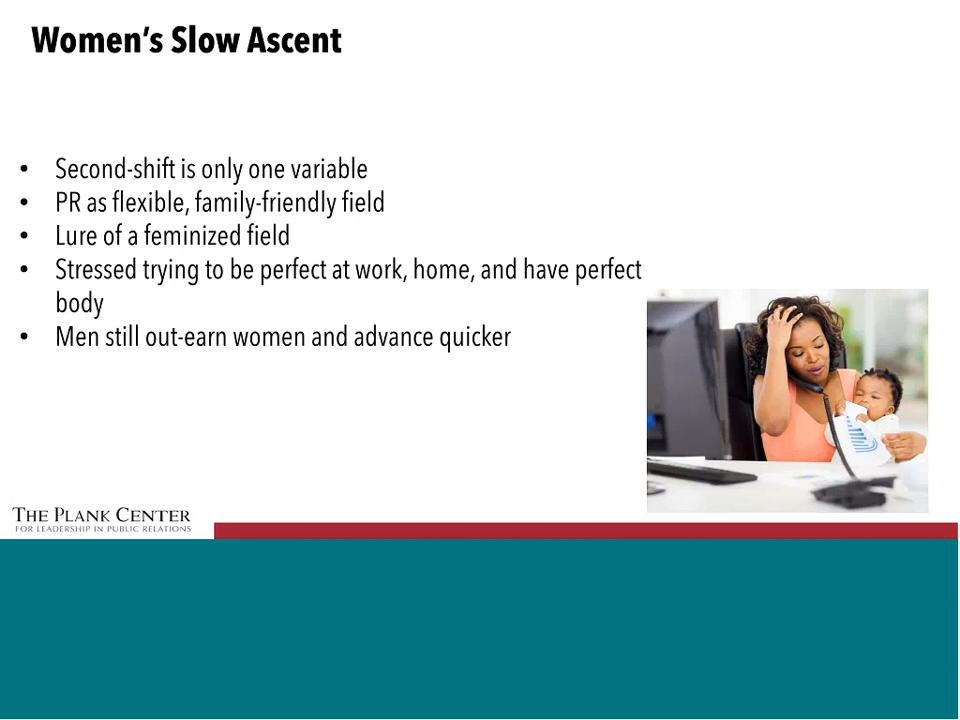 Women’s Slow Ascent
• Second-shift is only one variable
• PR as flexible, family-friendly field
• Lure of a feminized field
• Stressed trying to be perfect at work, home, and have perfect
body
• Men still out-earn women and advance quicker
THE PLANK CENTER
FOR LEADERSHIP IN PUBLIC RELATIONS